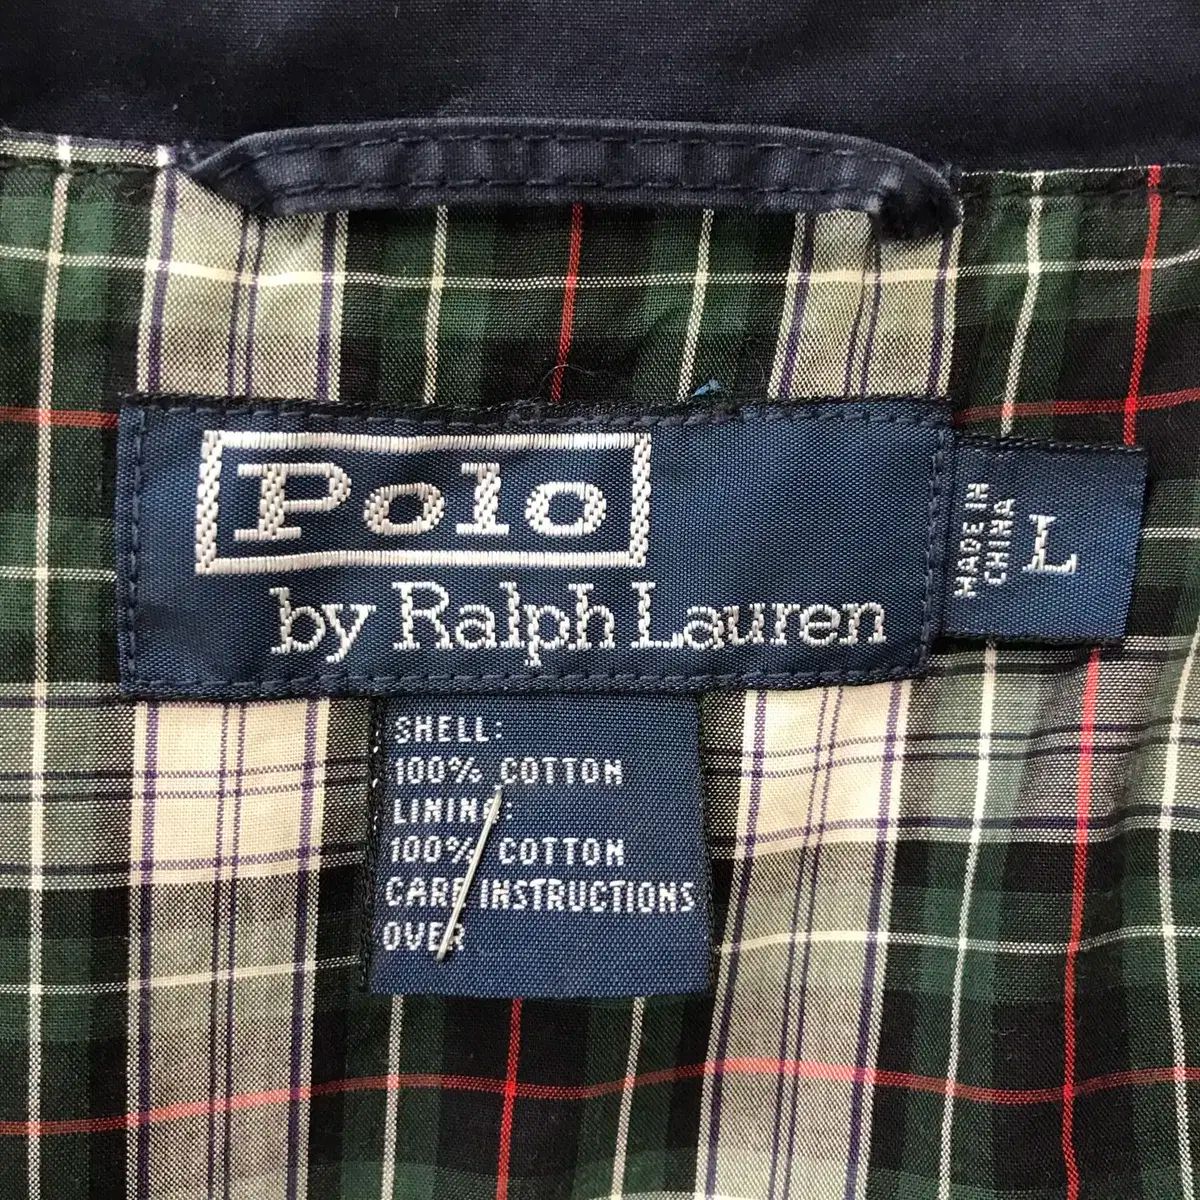 Polo
by Ralph Lauren
MADE IN
CHINA
L
SHELL:
100% COTTON
LINING:
100% COTTON
CARE INSTRUCTIONS
OVER